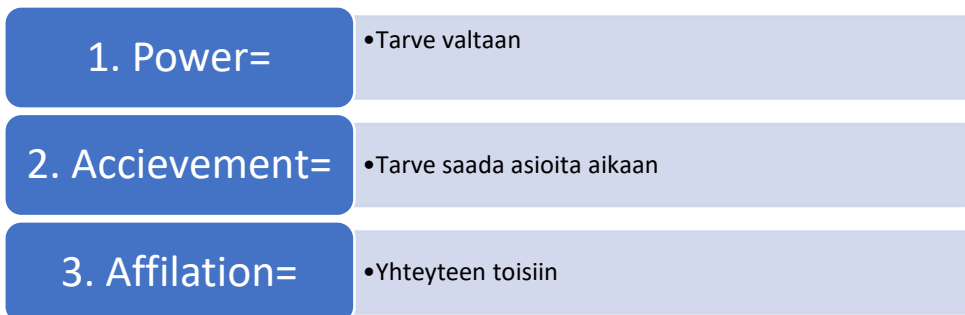 1. Power=
•Tarve valtaan
2. Accievement=
•Tarve saada asioita aikaan
3. Affilation=
•Yhteyteen toisiin